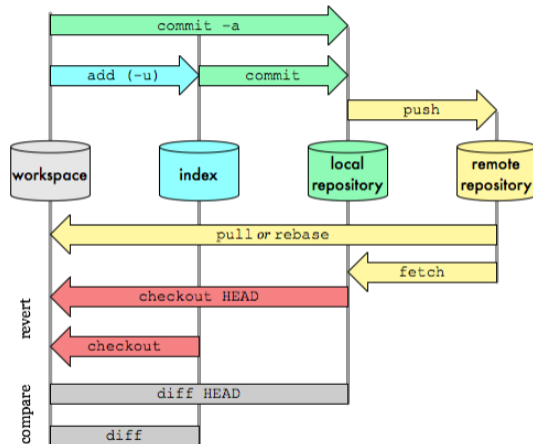 commit -a
add (-u)
commit
push
workspace
index
local
repository
remote
repository
pull or rebase
fetch
revert
checkout HEAD
checkout
compare
diff HEAD
diff